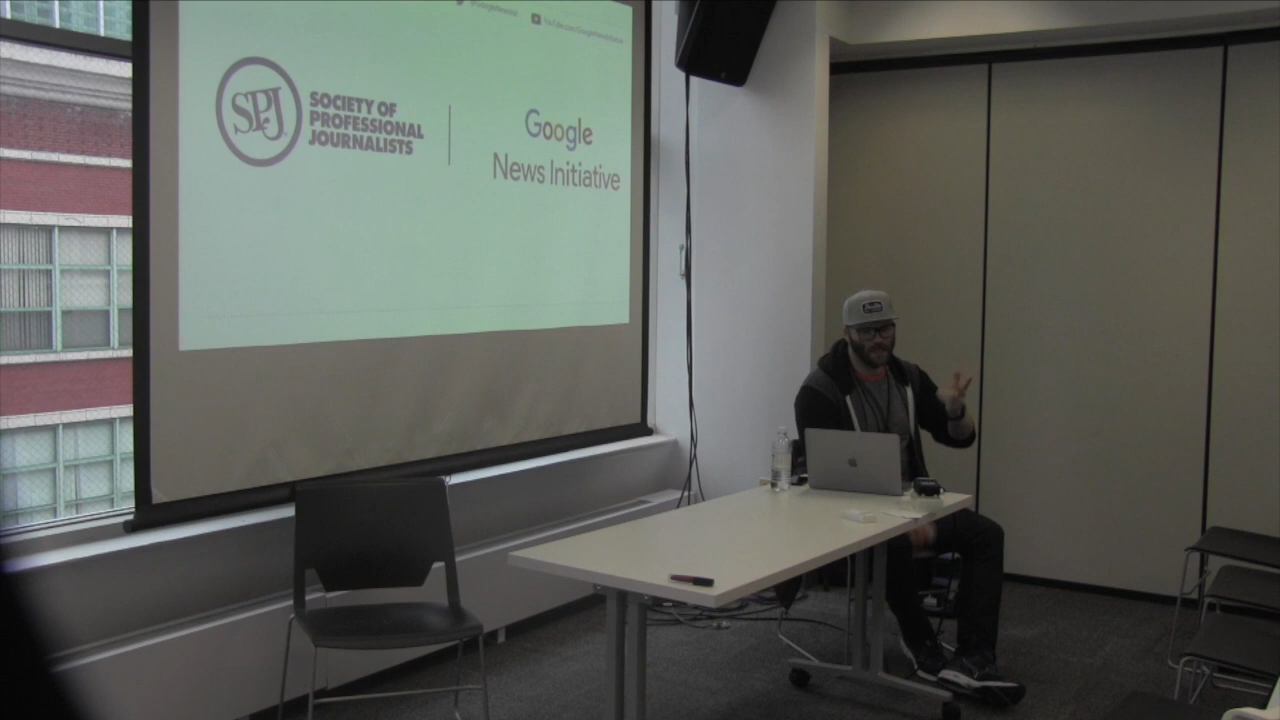 SPJ
SOCIETY OF
PROFESSIONAL
JOURNALISTS
Google
News Initiative